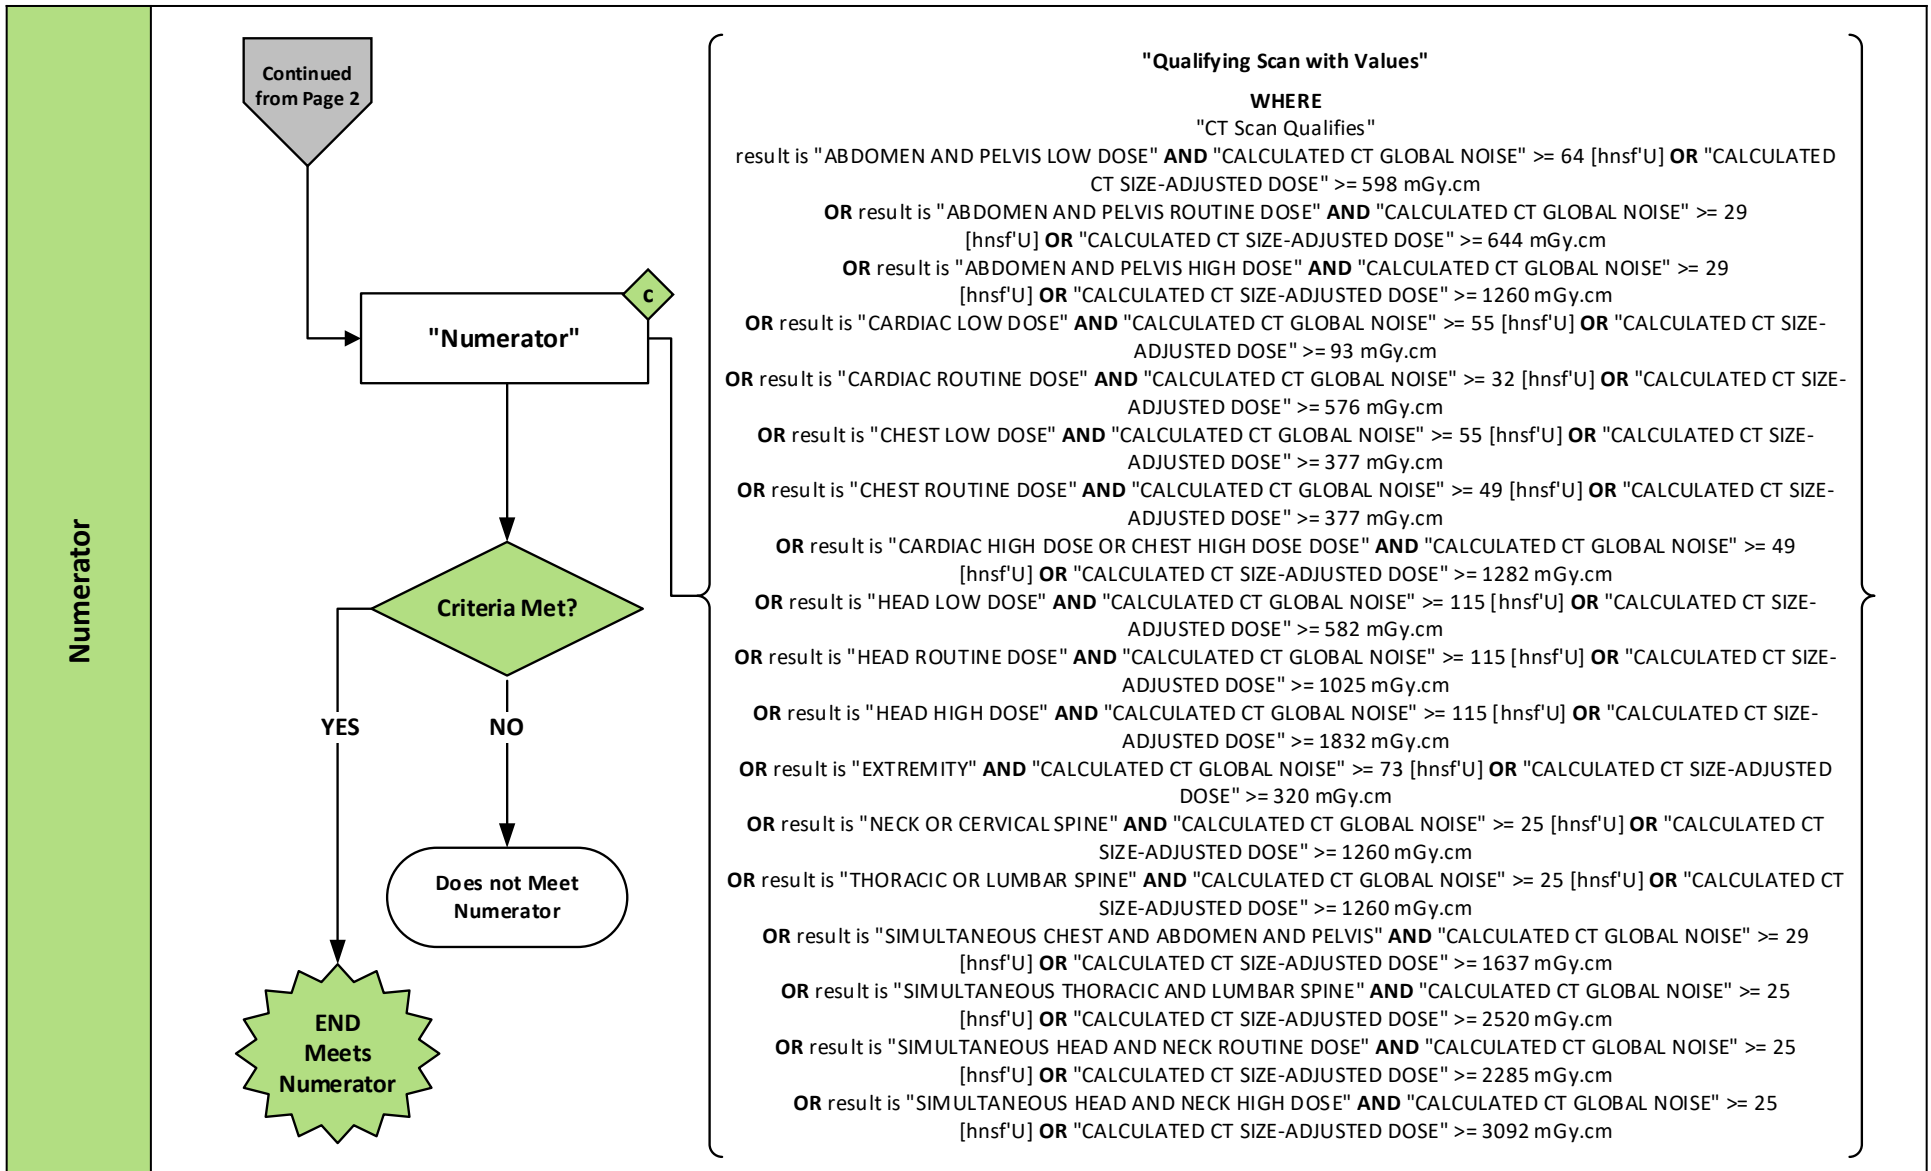 Numerator
Continued
from Page 2
"Numerator"
c
Criteria Met?
YES
NO
Does not Meet
Numerator
END
Meets
Numerator
"Qualifying Scan with Values"
WHERE
"CT Scan Qualifies"
result is "ABDOMEN AND PELVIS LOW DOSE" AND "CALCULATED CT GLOBAL NOISE" >= 64 [hnsf'U] OR "CALCULATED
CT SIZE-ADJUSTED DOSE" >= 598 mGy.cm
OR result is "ABDOMEN AND PELVIS ROUTINE DOSE" AND "CALCULATED CT GLOBAL NOISE" >= 29
[hnsf'U] OR "CALCULATED CT SIZE-ADJUSTED DOSE" >= 644 mGy.cm
OR result is "ABDOMEN AND PELVIS HIGH DOSE" AND "CALCULATED CT GLOBAL NOISE" >= 29
[hnsf'U] OR "CALCULATED CT SIZE-ADJUSTED DOSE" >= 1260 mGy.cm
OR result is "CARDIAC LOW DOSE" AND "CALCULATED CT GLOBAL NOISE" >= 55 [hnsf'U] OR "CALCULATED CT SIZE-
ADJUSTED DOSE" >= 93 mGy.cm
OR result is "CARDIAC ROUTINE DOSE" AND "CALCULATED CT GLOBAL NOISE" >= 32 [hnsf'U] OR "CALCULATED CT SIZE-
ADJUSTED DOSE" >= 576 mGy.cm
OR result is "CHEST LOW DOSE" AND "CALCULATED CT GLOBAL NOISE" >= 55 [hnsf'U] OR "CALCULATED CT SIZE-
ADJUSTED DOSE" >= 377 mGy.cm
OR result is "CHEST ROUTINE DOSE" AND "CALCULATED CT GLOBAL NOISE" >= 49 [hnsf'U] OR "CALCULATED CT SIZE-
ADJUSTED DOSE" >= 377 mGy.cm
OR result is "CARDIAC HIGH DOSE OR CHEST HIGH DOSE DOSE" AND "CALCULATED CT GLOBAL NOISE" >= 49
[hnsf'U] OR "CALCULATED CT SIZE-ADJUSTED DOSE" >= 1282 mGy.cm
OR result is "HEAD LOW DOSE" AND "CALCULATED CT GLOBAL NOISE" >= 115 [hnsf'U] OR "CALCULATED CT SIZE-
ADJUSTED DOSE" >= 582 mGy.cm
OR result is "HEAD ROUTINE DOSE" AND "CALCULATED CT GLOBAL NOISE" >= 115 [hnsf'U] OR "CALCULATED CT SIZE-
ADJUSTED DOSE" >= 1025 mGy.cm
OR result is "HEAD HIGH DOSE" AND "CALCULATED CT GLOBAL NOISE" >= 115 [hnsf'U] OR "CALCULATED CT SIZE-
ADJUSTED DOSE" >= 1832 mGy.cm
OR result is "EXTREMITY" AND "CALCULATED CT GLOBAL NOISE" >= 73 [hnsf'U] OR "CALCULATED CT SIZE-ADJUSTED
DOSE" >= 320 mGy.cm
OR result is "NECK OR CERVICAL SPINE" AND "CALCULATED CT GLOBAL NOISE" >= 25 [hnsf'U] OR "CALCULATED CT
SIZE-ADJUSTED DOSE" >= 1260 mGy.cm
OR result is "THORACIC OR LUMBAR SPINE" AND "CALCULATED CT GLOBAL NOISE" >= 25 [hnsf'U] OR "CALCULATED CT
SIZE-ADJUSTED DOSE" >= 1260 mGy.cm
OR result is "SIMULTANEOUS CHEST AND ABDOMEN AND PELVIS" AND "CALCULATED CT GLOBAL NOISE" >= 29
[hnsf'U] OR "CALCULATED CT SIZE-ADJUSTED DOSE" >= 1637 mGy.cm
OR result is "SIMULTANEOUS THORACIC AND LUMBAR SPINE" AND "CALCULATED CT GLOBAL NOISE" >= 25
[hnsf'U] OR "CALCULATED CT SIZE-ADJUSTED DOSE" >= 2520 mGy.cm
OR result is "SIMULTANEOUS HEAD AND NECK ROUTINE DOSE" AND "CALCULATED CT GLOBAL NOISE" >= 25
[hnsf'U] OR "CALCULATED CT SIZE-ADJUSTED DOSE" >= 2285 mGy.cm
OR result is "SIMULTANEOUS HEAD AND NECK HIGH DOSE" AND "CALCULATED CT GLOBAL NOISE" >= 25
[hnsf'U] OR "CALCULATED CT SIZE-ADJUSTED DOSE" >= 3092 mGy.cm